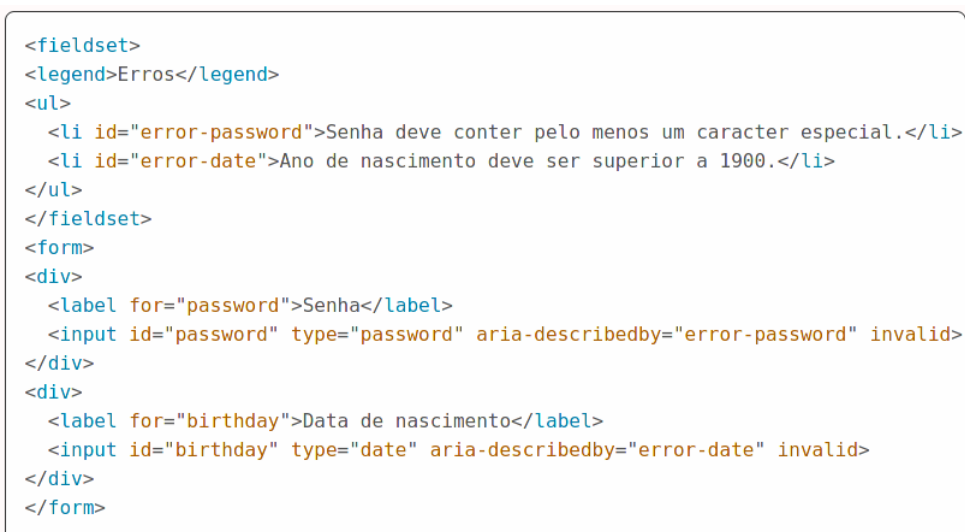 <fieldset>
<legend>Erros</legend>
<ul>
  <li id="error-password">Senha deve conter pelo menos um caracter especial.</li>
  <li id="error-date">Ano de nascimento deve ser superior a 1900.</li>
</ul>
</fieldset>
<form>
<div>
  <label for="password">Senha</label>
  <input id="password" type="password" aria-describedby="error-password" invalid>
</div>
<div>
  <label for="birthday">Data de nascimento</label>
  <input id="birthday" type="date" aria-describedby="error-date" invalid>
</div>
</form>